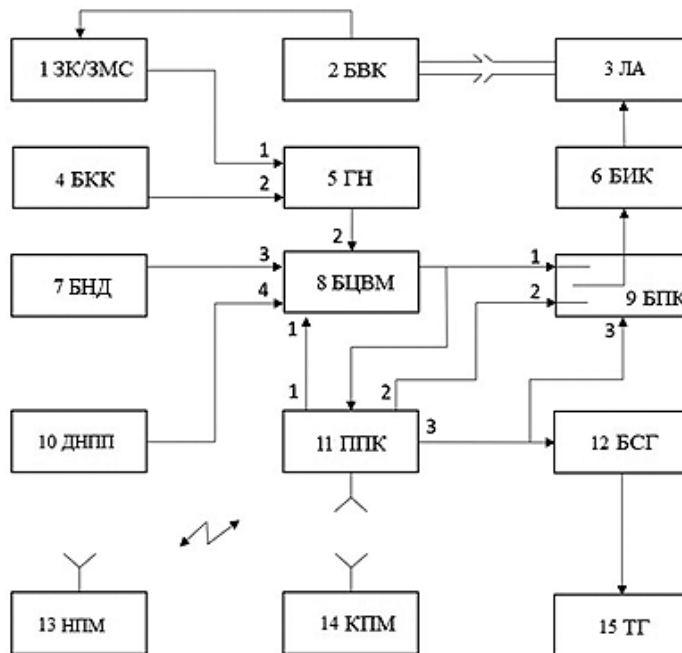 1 ЗК/ЗМС
2 БВК
3 ЛА
1
4 БКК
2
5 ГН
6 БИК
2
3
1
7 БНД
8 БЦВМ
4
2
9 БПК
1
3
1
2
10 ДНПП
11 ППК
3
12 БСГ
13 НПМ
14 КПМ
15 ТГ